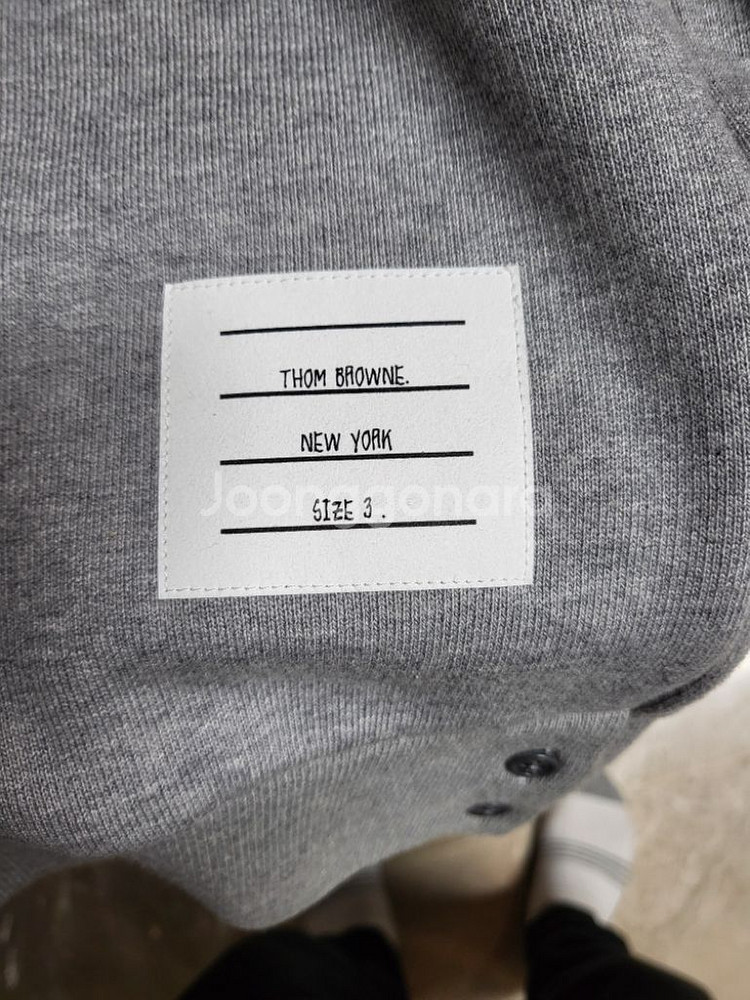 THOM BROWNE.
NEW YORK
SIZE 3 .
Joonggonara